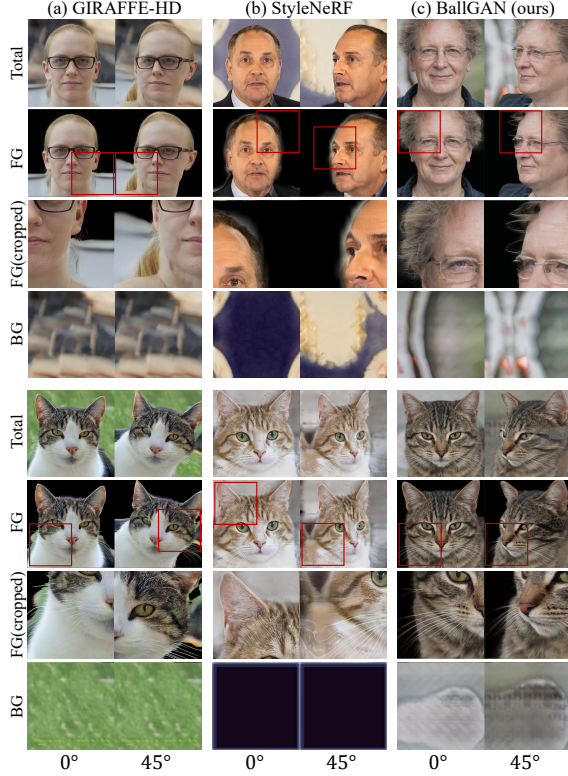 (a) GIRAFFE-HD (b) StyleNeRF (c) BallGAN (ours)
Total
FG
FG(cropped)
BG
Total
FG
FG(cropped)
BG
0° 45° 0° 45° 0° 45°